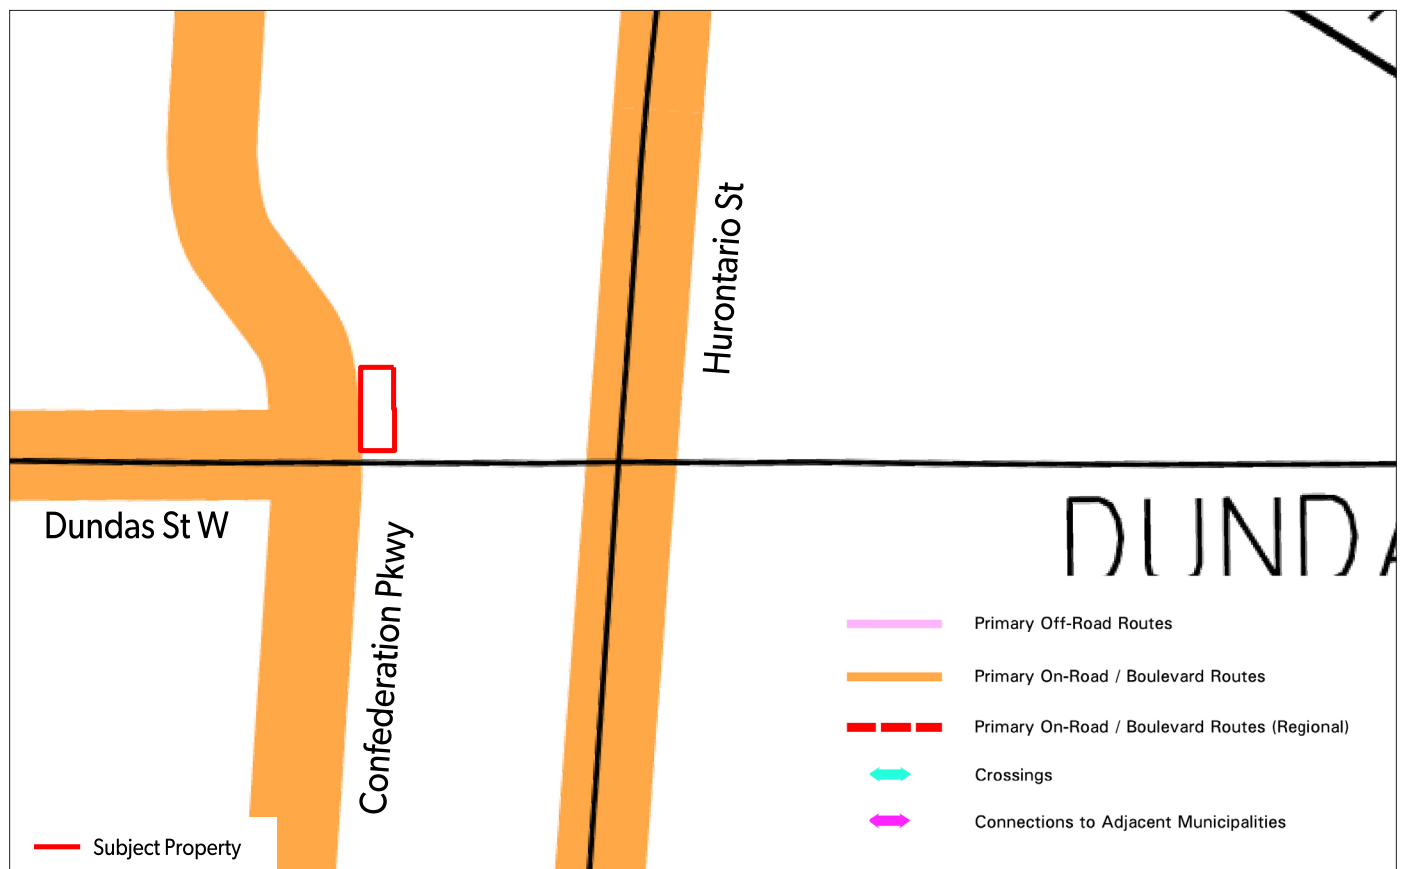 Hurontario St
Dundas St W
DUND
Confederation Pkwy
Primary Off-Road Routes
Primary On-Road / Boulevard Routes
Primary On-Road / Boulevard Routes (Regional)
Crossings
Connections to Adjacent Municipalities
Subject Property